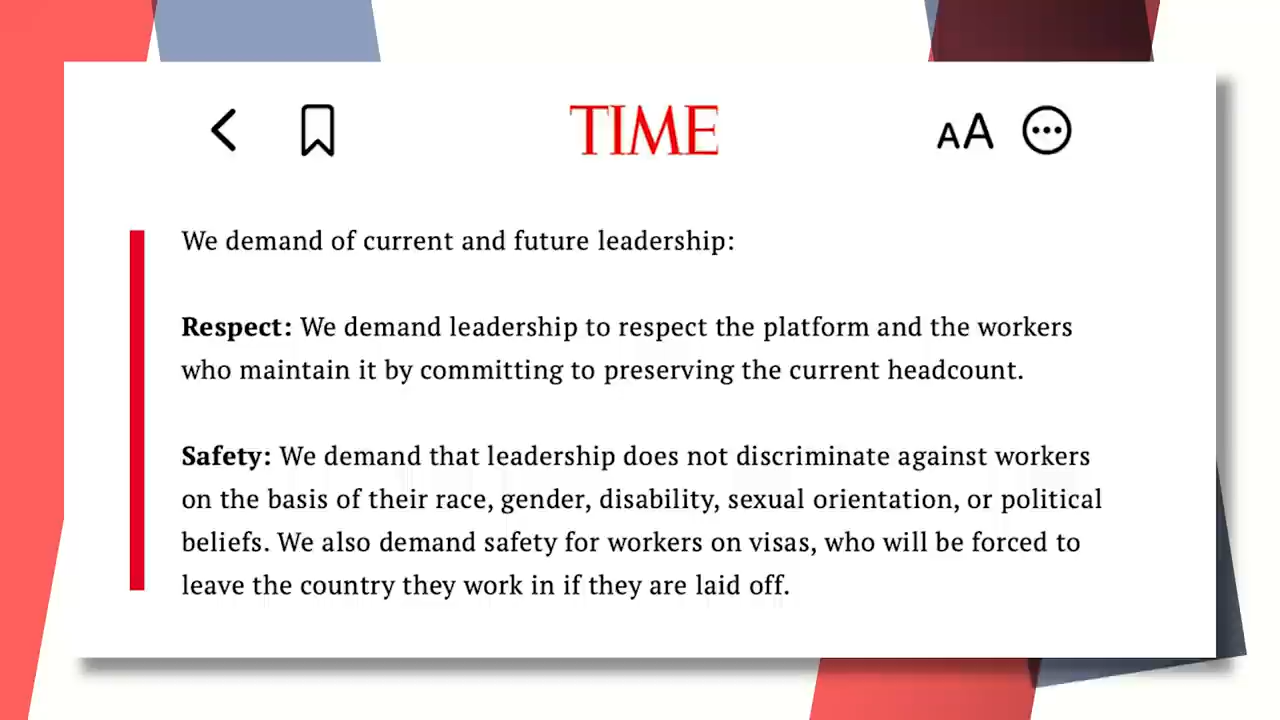 TIME
AA
We demand of current and future leadership:
Respect: We demand leadership to respect the platform and the workers
who maintain it by committing to preserving the current headcount.
Safety: We demand that leadership does not discriminate against workers
on the basis of their race, gender, disability, sexual orientation, or political
beliefs. We also demand safety for workers on visas, who will be forced to
leave the country they work in if they are laid off.